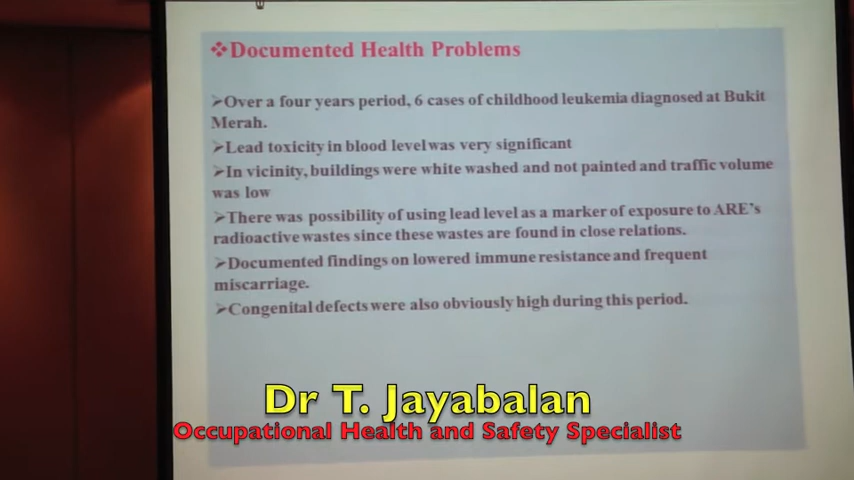 ❖Documented Health Problems
➢Over a four years period, 6 cases of childhood leukemia diagnosed at Bukit
Merah.
➢Lead toxicity in blood level was very significant
➢In vicinity, buildings were white washed and not painted and traffic volume
was low
➢There was possibility of using lead level as a marker of exposure to ARE's
radioactive wastes since these wastes are found in close relations.
➢Documented findings on lowered immune resistance and frequent
miscarriage.
➢Congenital defects were also obviously high during this period.
Dr T. Jayabalan
Occupational Health and Safety Specialist